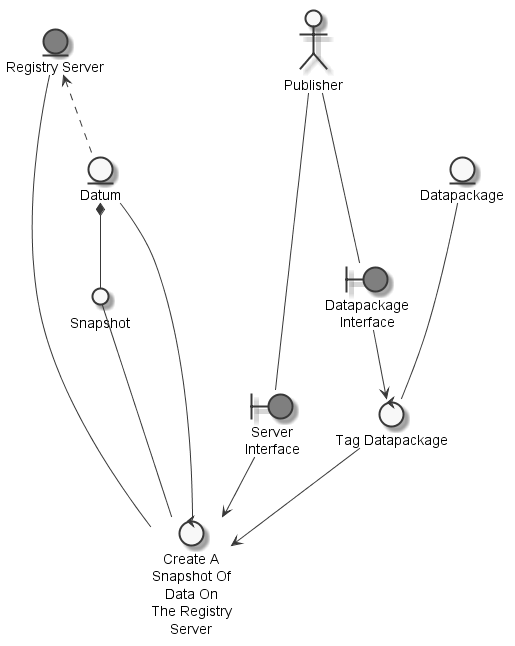 Registry Server
Publisher
Datum
Datapackage
Snapshot
Datapackage
Interface
Server
Interface
Tag Datapackage
Create A
Snapshot Of
Data On
The Registry
Server